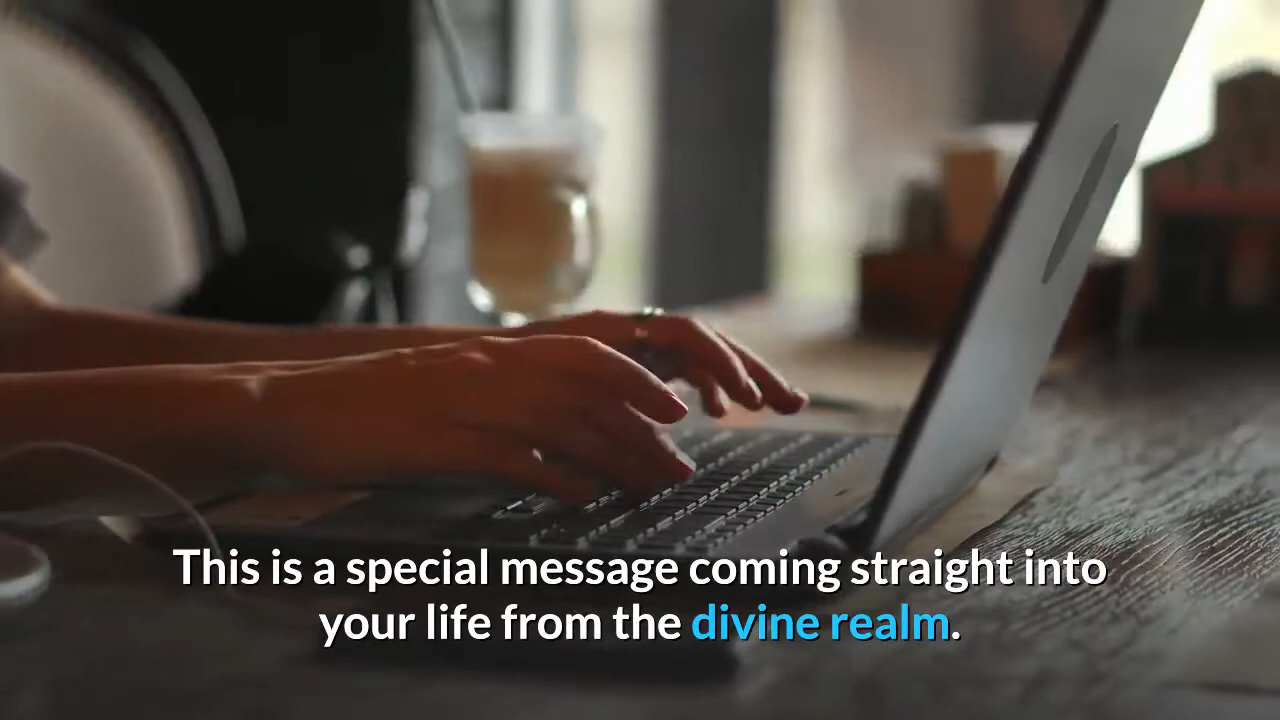 This is a special message coming straight into
your life from the divine realm.